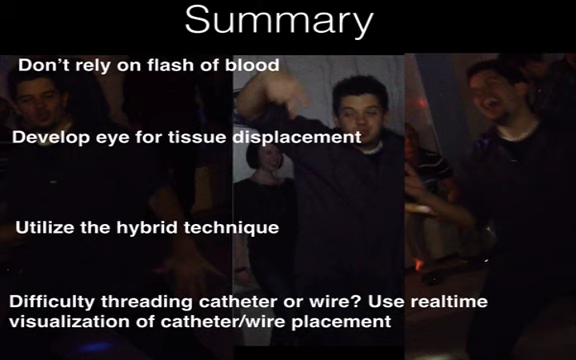 Summary
Don't rely on flash of blood
Develop eye for tissue displacement
Utilize the hybrid technique
Difficulty threading catheter or wire? Use realtime
visualization of catheter/wire placement